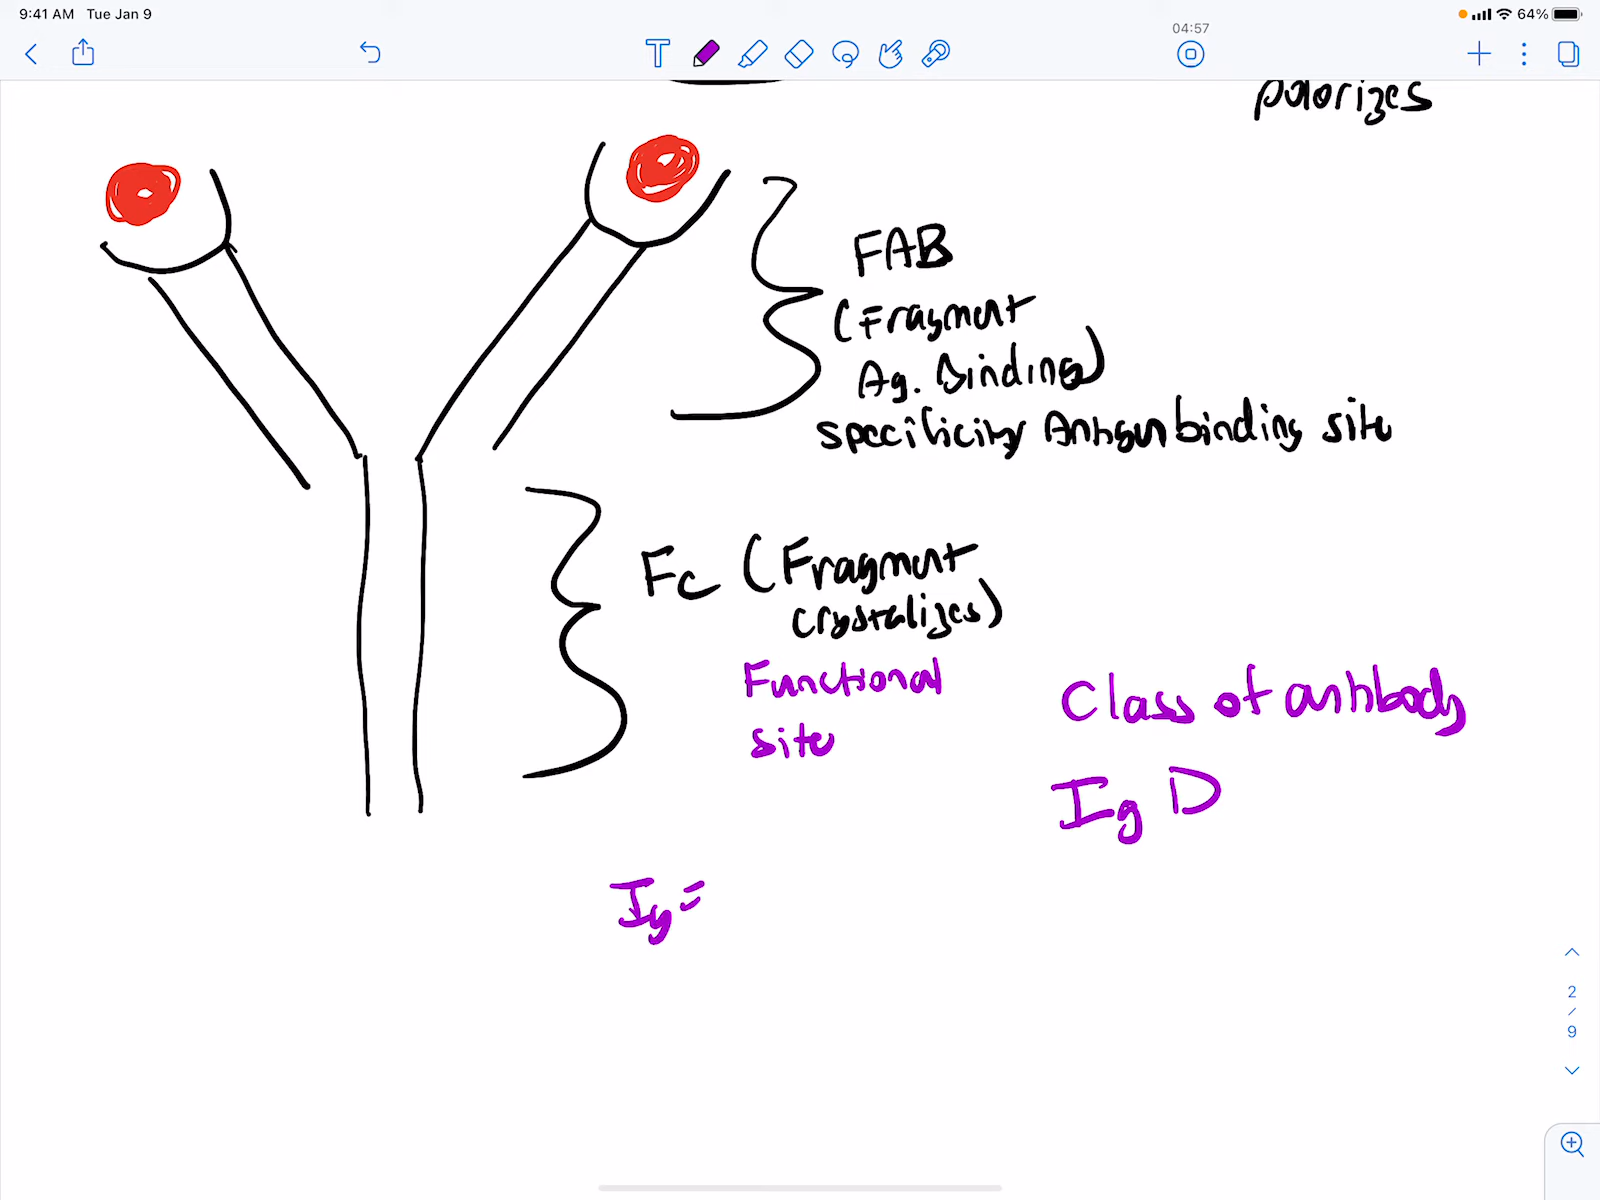 9:41 AM Tue Jan 9
64%
04:57
T
polorizes
FAB
(Fragment
Ag. Binding)
specificity Antigen binding site
Fc (Fragment
crystalizes)
Functional
site
Class of antibody
Ig D
Ig =
2
/
9